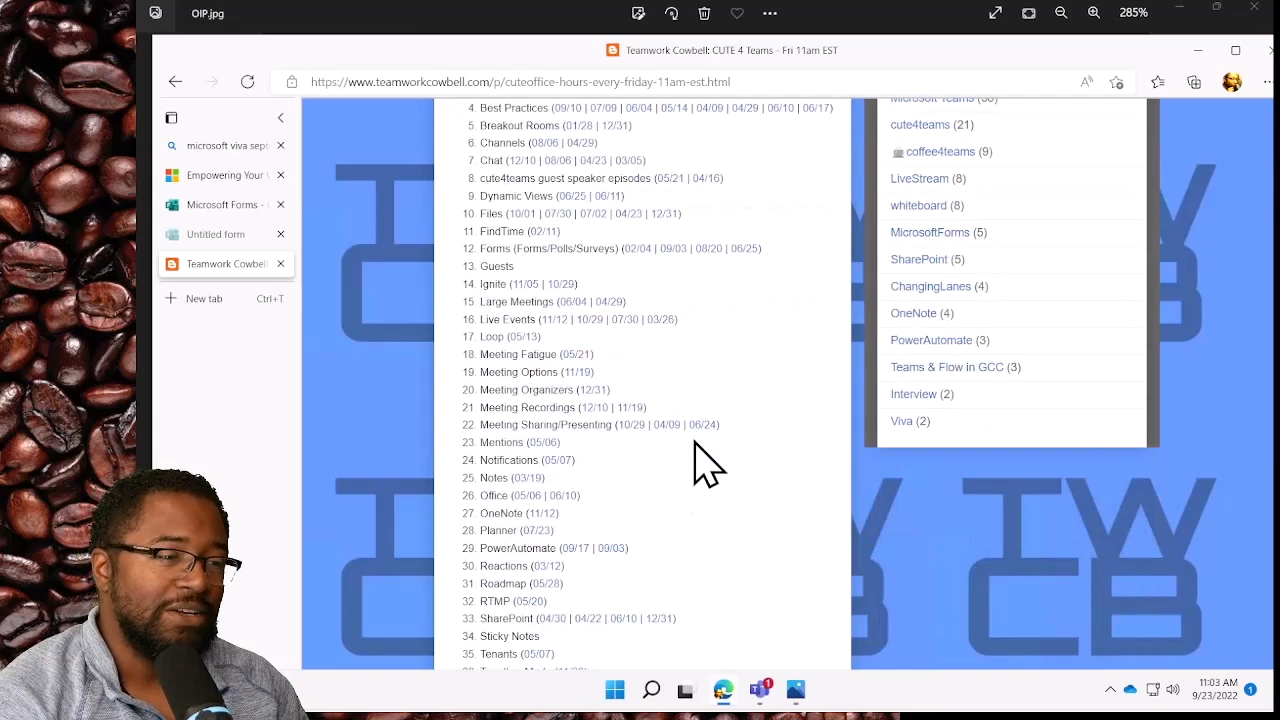 OIP.jpg
285%
Teamwork Cowbell: CUTE 4 Teams - Fri 11am EST
https://www.teamworkcowbell.com/p/cuteoffice-hours-every-friday-11am-est.html
microsoft viva sept
Empowering Your
Microsoft Forms -
Untitled form
Teamwork Cowbell
New tab Ctrl+T
4. Best Practices (09/10 | 07/09 | 06/04 | 05/14 | 04/09 | 04/29 | 06/10 | 06/17)
5. Breakout Rooms (01/28 | 12/31)
6. Channels (08/06 | 04/29)
7. Chat (12/10 | 08/06 | 04/23 | 03/05)
8. cute4teams guest speaker episodes (05/21 | 04/16)
9. Dynamic Views (06/25 | 06/11)
10. Files (10/01 | 07/30 | 07/02 | 04/23 | 12/31)
11. FindTime (02/11)
12. Forms (Forms/Polls/Surveys) (02/04 | 09/03 | 08/20 | 06/25)
13. Guests
14. Ignite (11/05 | 10/29)
15. Large Meetings (06/04 | 04/29)
16. Live Events (11/12 | 10/29 | 07/30 | 03/26)
17. Loop (05/13)
18. Meeting Fatigue (05/21)
19. Meeting Options (11/19)
20. Meeting Organizers (12/31)
21. Meeting Recordings (12/10 | 11/19)
22. Meeting Sharing/Presenting (10/29 | 04/09 | 06/24)
23. Mentions (05/06)
24. Notifications (05/07)
25. Notes (03/19)
26. Office (05/06 | 06/10)
27. OneNote (11/12)
28. Planner (07/23)
29. PowerAutomate (09/17 | 09/03)
30. Reactions (03/12)
31. Roadmap (05/28)
32. RTMP (05/20)
33. SharePoint (04/30 | 04/22 | 06/10 | 12/31)
34. Sticky Notes
35. Tenants (05/07)
Microsoft Teams
cute4teams (21)
coffee4teams (9)
LiveStream (8)
whiteboard (8)
MicrosoftForms (5)
SharePoint (5)
ChangingLanes (4)
OneNote (4)
PowerAutomate (3)
Teams & Flow in GCC (3)
Interview (2)
Viva (2)
TW
CB
TW
CB
TW
CB
1
11:03 AM
9/23/2022
1